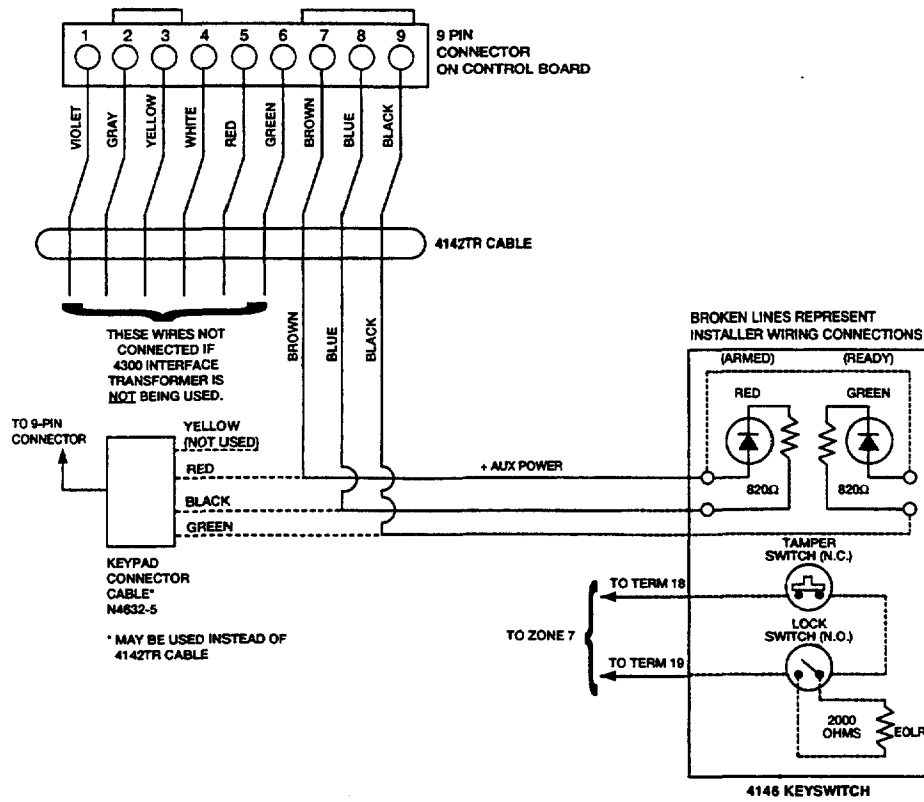 1 2 3 4 5 6 7 8 9
9 PIN
CONNECTOR
ON CONTROL BOARD
VIOLET
GRAY
YELLOW
WHITE
RED
GREEN
BROWN
BLUE
BLACK
4142TR CABLE
THESE WIRES NOT
CONNECTED IF
4300 INTERFACE
TRANSFORMER IS
NOT BEING USED.
BROWN
BLUE
BLACK
BROKEN LINES REPRESENT
INSTALLER WIRING CONNECTIONS
(ARMED) (READY)
RED GREEN
820Ω 820Ω
TO 9-PIN
CONNECTOR
YELLOW
(NOT USED)
RED
+ AUX POWER
BLACK
GREEN
KEYPAD
CONNECTOR
CABLE*
N4632-5
* MAY BE USED INSTEAD OF
4142TR CABLE
TAMPER
SWITCH (N.C.)
TO TERM 18
TO ZONE 7
LOCK
SWITCH (N.O.)
TO TERM 19
2000
OHMS
EOLR
4146 KEYSWITCH